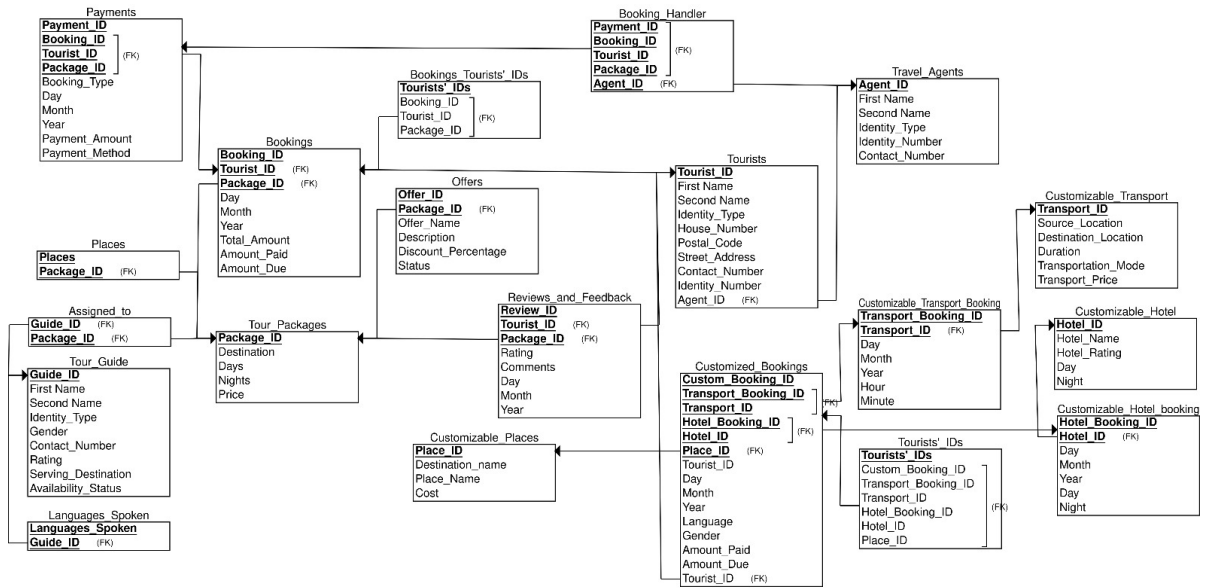 Payments
Payment_ID
Booking_ID
Tourist_ID
Package_ID
(FK)
Booking_Type
Day
Month
Year
Payment_Amount
Payment_Method
Booking_Handler
Payment_ID
Booking_ID
Tourist_ID
Package_ID
(FK)
Agent_ID (FK)
Bookings_Tourists'_IDs
Tourists'_IDs
Booking_ID
Tourist_ID
Package_ID
(FK)
Travel_Agents
Agent_ID
First Name
Second Name
Identity_Type
Identity_Number
Contact_Number
Bookings
Booking_ID
Tourist_ID (FK)
Package_ID (FK)
Day
Month
Year
Total_Amount
Amount_Paid
Amount_Due
Offers
Offer_ID
Package_ID (FK)
Offer_Name
Description
Discount_Percentage
Status
Tourists
Tourist_ID
First Name
Second Name
Identity_Type
House_Number
Postal_Code
Street_Address
Contact_Number
Identity_Number
Agent_ID (FK)
Customizable_Transport
Transport_ID
Source_Location
Destination_Location
Duration
Transportation_Mode
Transport_Price
Places
Places
Package_ID (FK)
Assigned_to
Guide_ID (FK)
Package_ID (FK)
Tour_Packages
Package_ID
Destination
Days
Nights
Price
Reviews_and_Feedback
Review_ID
Tourist_ID (FK)
Package_ID (FK)
Rating
Comments
Day
Month
Year
Customizable_Transport_Booking
Transport_Booking_ID
Transport_ID (FK)
Day
Month
Year
Hour
Minute
Customizable_Hotel
Hotel_ID
Hotel_Name
Hotel_Rating
Day
Night
Tour_Guide
Guide_ID
First Name
Second Name
Identity_Type
Gender
Contact_Number
Rating
Serving_Destination
Availability_Status
Customizable_Places
Place_ID
Destination_name
Place_Name
Cost
Customized_Bookings
Custom_Booking_ID
Transport_Booking_ID
Transport_ID
(FK)
Hotel_Booking_ID
Hotel_ID
(FK)
Place_ID (FK)
Tourist_ID
Day
Month
Year
Language
Gender
Amount_Paid
Amount_Due
Tourist_ID (FK)
Customizable_Hotel_booking
Hotel_Booking_ID
Hotel_ID (FK)
Day
Month
Year
Day
Night
Tourists'_IDs
Tourists'_IDs
Custom_Booking_ID
Transport_Booking_ID
Transport_ID
Hotel_Booking_ID
Hotel_ID
Place_ID
(FK)
Languages_Spoken
Languages_Spoken
Guide_ID (FK)